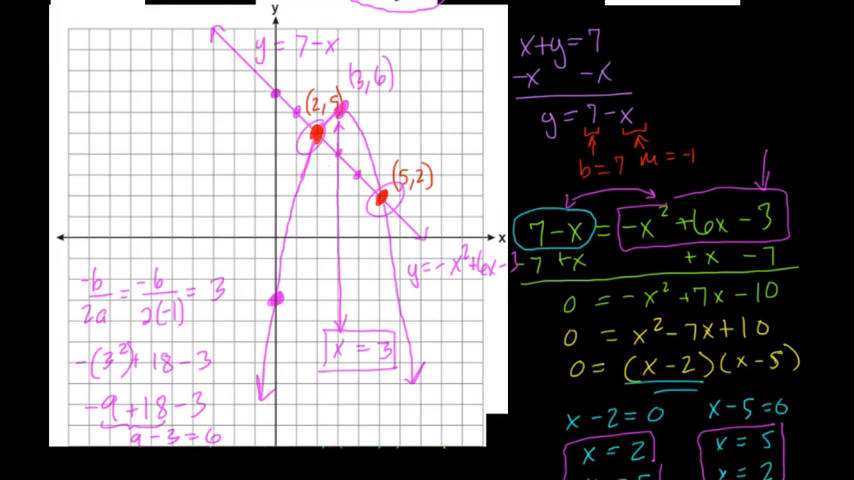 y
y = 7-x
(3,6)
(2,5)
(5,2)
x
y = -x²+6x-3
-b/2a = -6/2(-1) = 3
-(3²)+18-3
-9+18-3
9-3=6
x = 3
x+y=7
-x -x
y = 7-x
b=7 m=-1
7-x = -x²+6x-3
-7+x +x -7
0 = -x²+7x-10
0 = x²-7x+10
0 = (x-2)(x-5)
x-2=0 x-5=0
x = 2 x = 5
x = 2